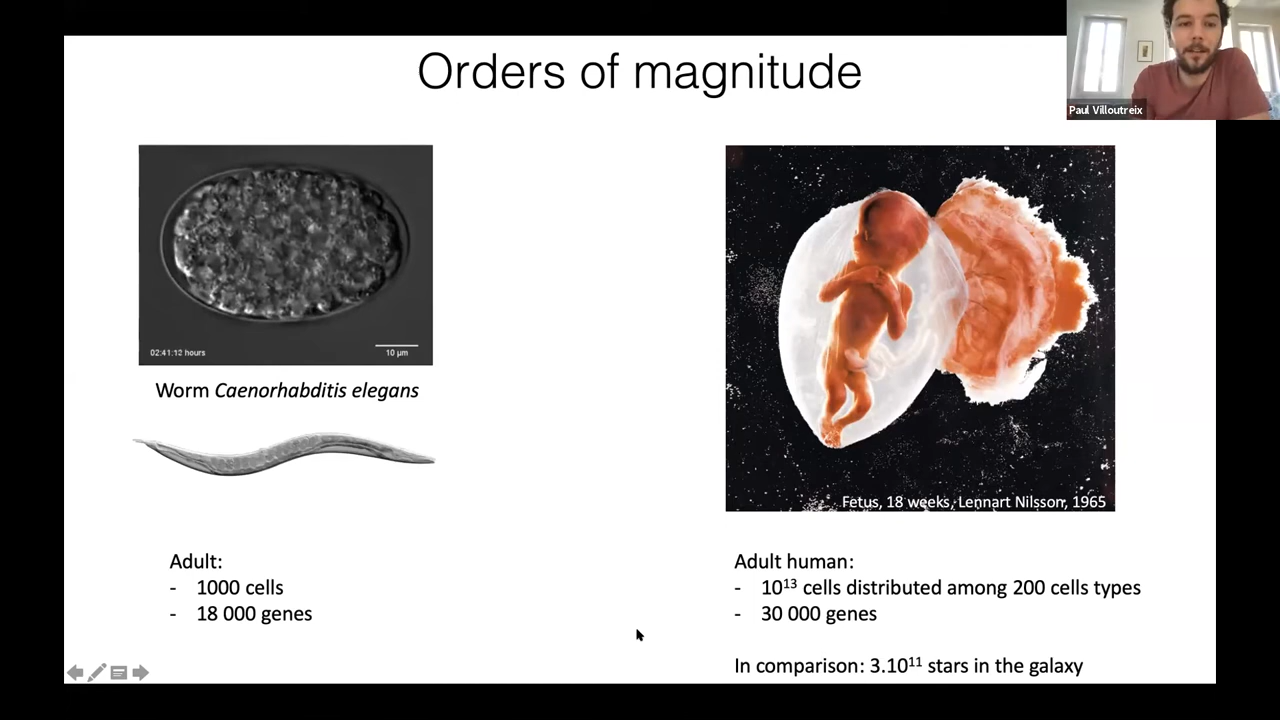 Orders of magnitude
Paul Villoutreix
02:41:12 hours
10 µm
Worm Caenorhabditis elegans
Fetus, 18 weeks, Lennart Nilsson, 1965
Adult:
- 1000 cells
- 18 000 genes
Adult human:
- 10¹³ cells distributed among 200 cells types
- 30 000 genes
In comparison: 3.10¹¹ stars in the galaxy